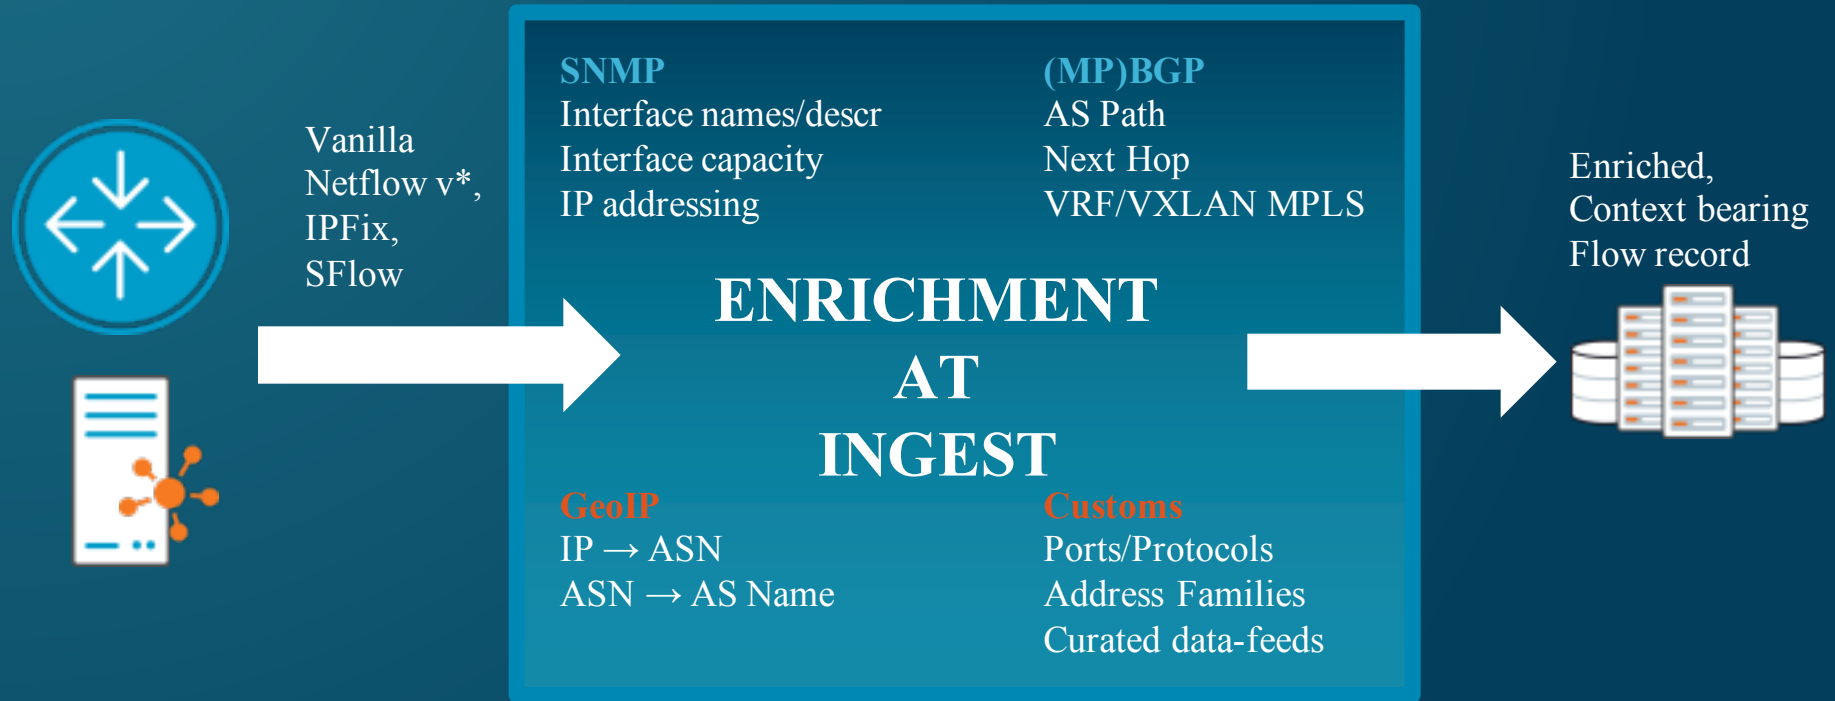 Vanilla
Netflow v*,
IPFix,
SFlow
SNMP
Interface names/descr
Interface capacity
IP addressing
(MP)BGP
AS Path
Next Hop
VRF/VXLAN MPLS
ENRICHMENT
AT
INGEST
GeoIP
IP → ASN
ASN → AS Name
Customs
Ports/Protocols
Address Families
Curated data-feeds
Enriched,
Context bearing
Flow record